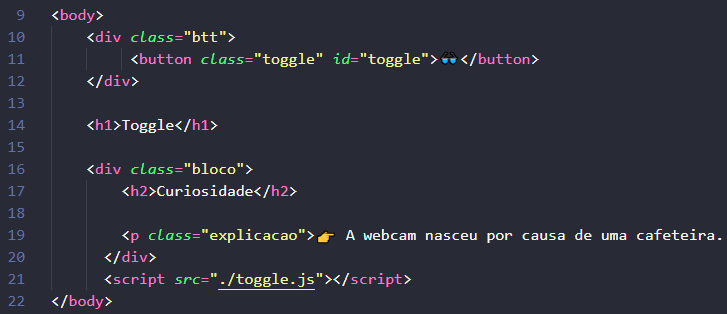 9 <body>
10 <div class="btt">
11 <button class="toggle" id="toggle">🕶️</button>
12 </div>
13
14 <h1>Toggle</h1>
15
16 <div class="bloco">
17 <h2>Curiosidade</h2>
18
19 <p class="explicacao">👉 A webcam nasceu por causa de uma cafeteira.
20 </div>
21 <script src="./toggle.js"></script>
22 </body>